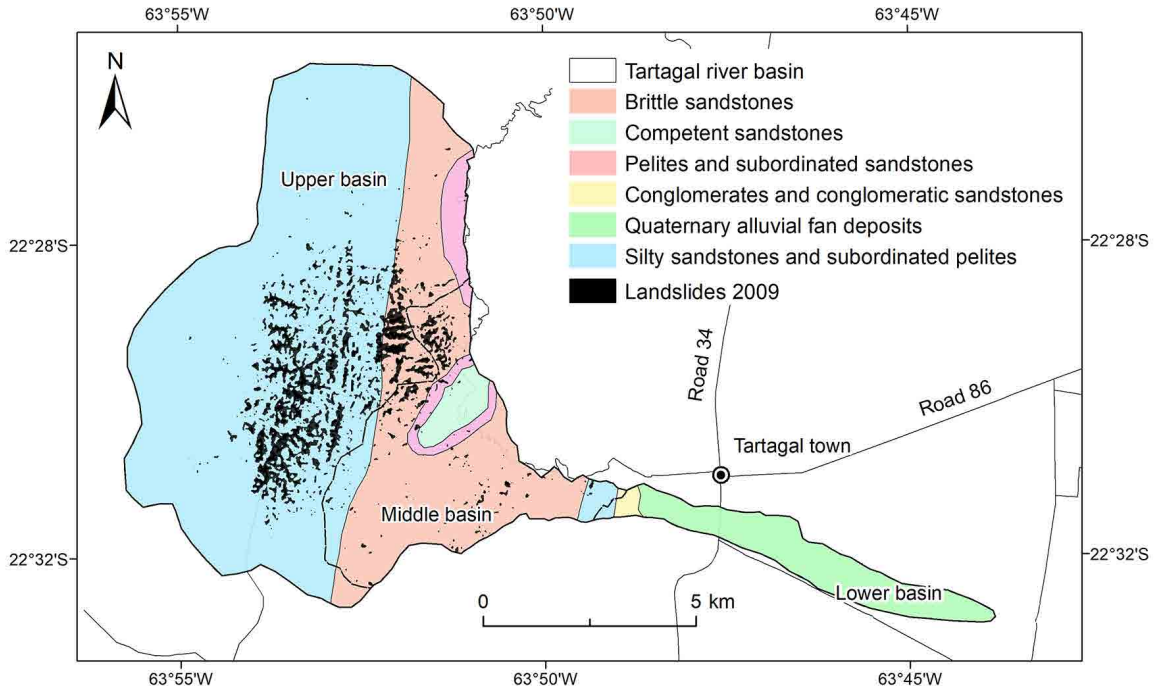 63°55'W
63°50'W
63°45'W
N
Tartagal river basin
Brittle sandstones
Competent sandstones
Pelites and subordinated sandstones
Conglomerates and conglomeratic sandstones
Quaternary alluvial fan deposits
Silty sandstones and subordinated pelites
Landslides 2009
Upper basin
22°28'S
22°28'S
Road 34
Road 86
Tartagal town
Middle basin
22°32'S
22°32'S
Lower basin
0
5 km
63°55'W
63°50'W
63°45'W